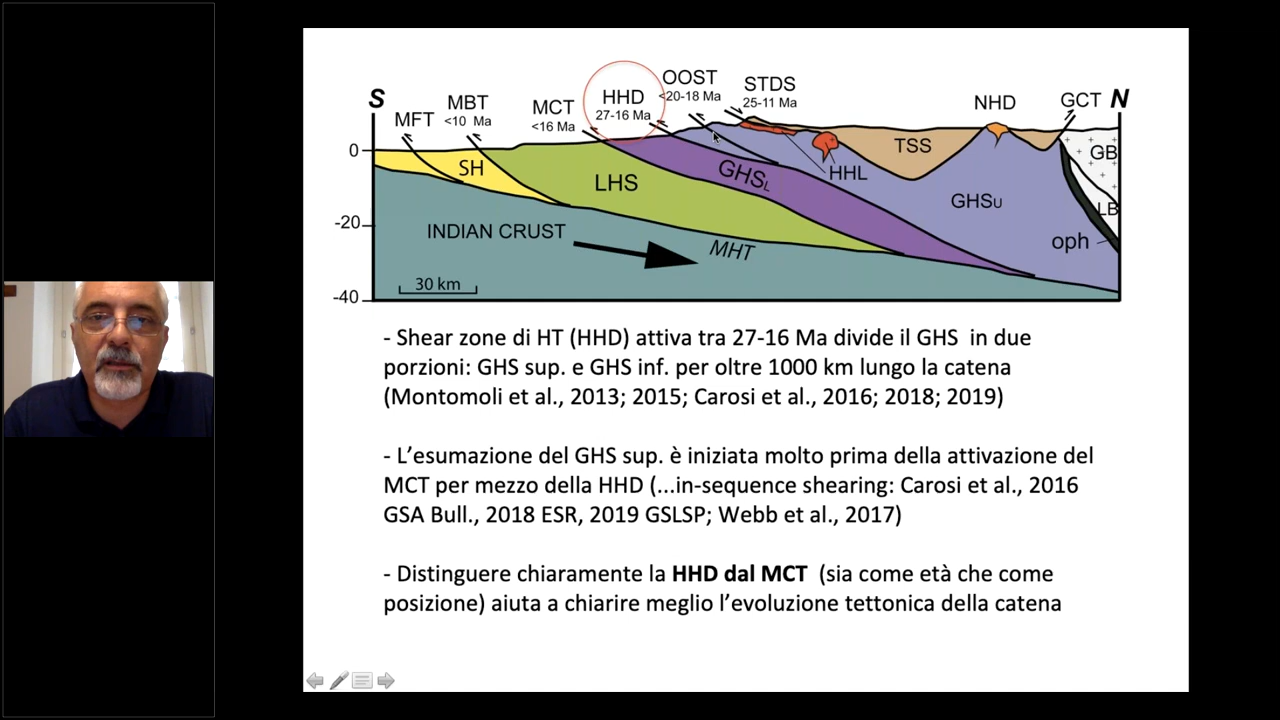 S
MFT
MBT
<10 Ma
MCT
<16 Ma
HHD
27-16 Ma
OOST
<20-18 Ma
STDS
25-11 Ma
NHD
GCT
N
0
-20
-40
SH
LHS
GHSL
HHL
TSS
GHSU
GB
LB
oph
INDIAN CRUST
MHT
30 km
- Shear zone di HT (HHD) attiva tra 27-16 Ma divide il GHS in due
porzioni: GHS sup. e GHS inf. per oltre 1000 km lungo la catena
(Montomoli et al., 2013; 2015; Carosi et al., 2016; 2018; 2019)
- L’esumazione del GHS sup. è iniziata molto prima della attivazione del
MCT per mezzo della HHD (...in-sequence shearing: Carosi et al., 2016
GSA Bull., 2018 ESR, 2019 GSLSP; Webb et al., 2017)
- Distinguere chiaramente la HHD dal MCT (sia come età che come
posizione) aiuta a chiarire meglio l’evoluzione tettonica della catena